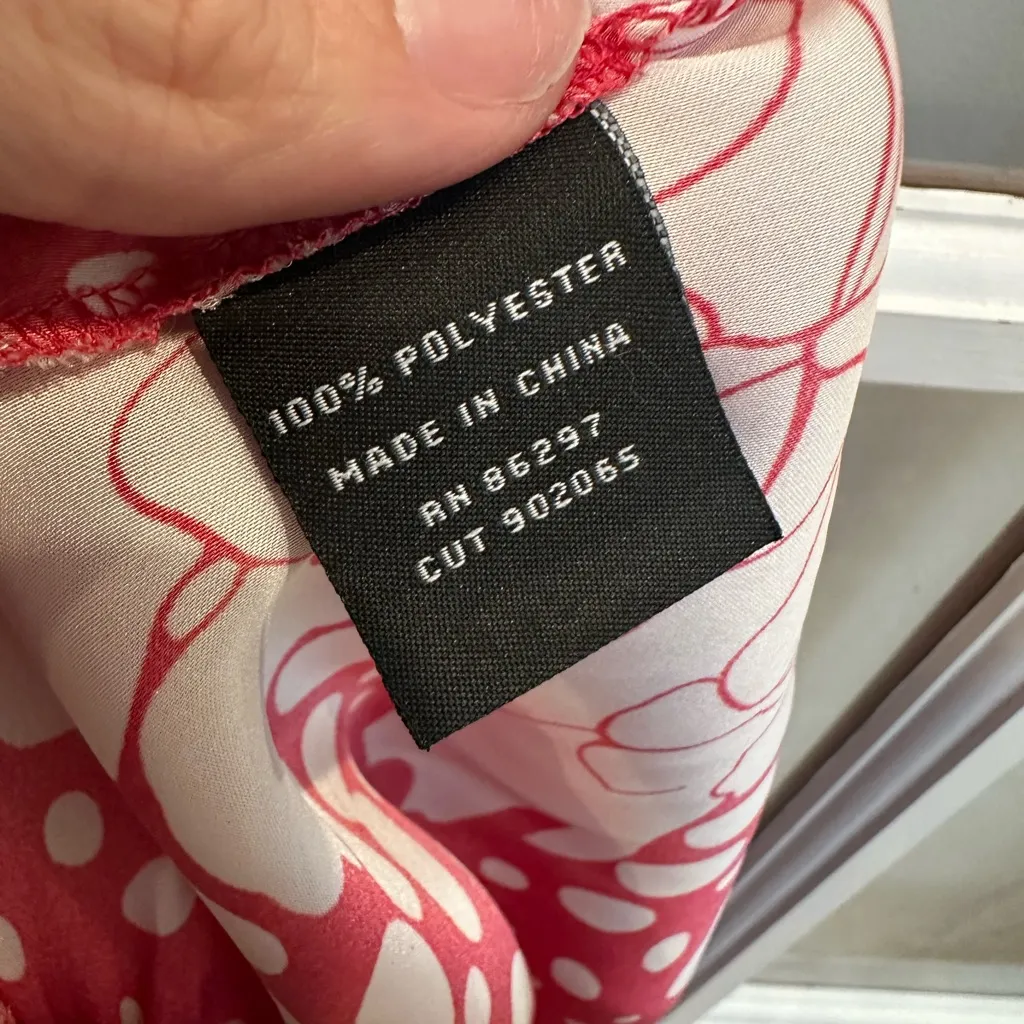 100% POLYESTER
MADE IN CHINA
RN 86297
CUT 902065